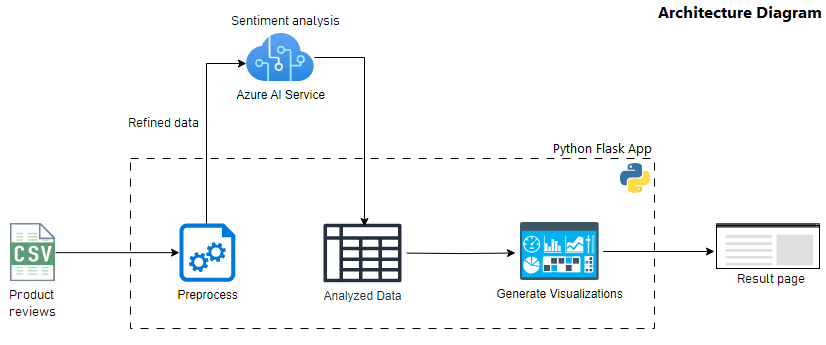 Architecture Diagram
Sentiment analysis
Azure AI Service
Refined data
Python Flask App
CSV
Product
reviews
Preprocess
Analyzed Data
Generate Visualizations
Result page